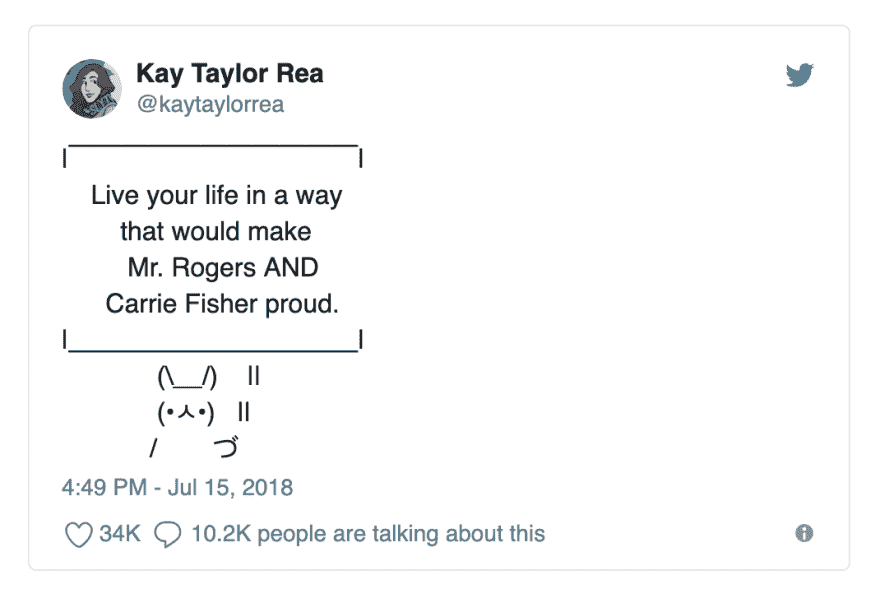 Kay Taylor Rea
@kaytaylorrea
|￣￣￣￣￣￣￣￣￣￣￣|
Live your life in a way
that would make
Mr. Rogers AND
Carrie Fisher proud.
|＿＿＿＿＿＿＿＿＿＿＿|
(\__/) ||
(•ㅅ•) ||
/ づ
4:49 PM - Jul 15, 2018
34K 10.2K people are talking about this